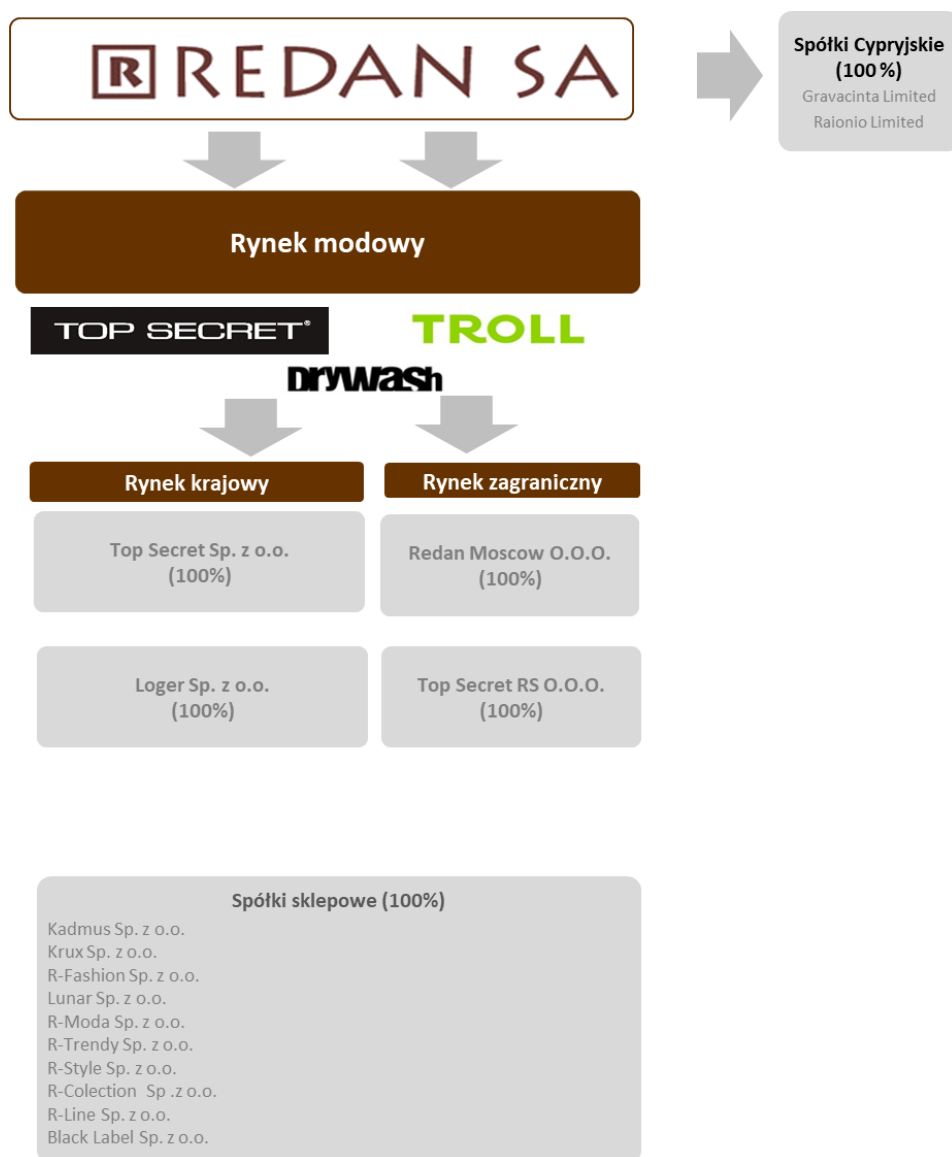 R REDAN SA
Spółki Cypryjskie
(100 %)
Gravacinta Limited
Raionio Limited
Rynek modowy
TOP SECRET®
TROLL
DryWash
Rynek krajowy
Rynek zagraniczny
Top Secret Sp. z o.o.
(100%)
Redan Moscow O.O.O.
(100%)
Loger Sp. z o.o.
(100%)
Top Secret RS O.O.O.
(100%)
Spółki sklepowe (100%)
Kadmus Sp. z o.o.
Krux Sp. z o.o.
R-Fashion Sp. z o.o.
Lunar Sp. z o.o.
R-Moda Sp. z o.o.
R-Trendy Sp. z o.o.
R-Style Sp. z o.o.
R-Colection  Sp .z o.o.
R-Line Sp. z o.o.
Black Label Sp. z o.o.